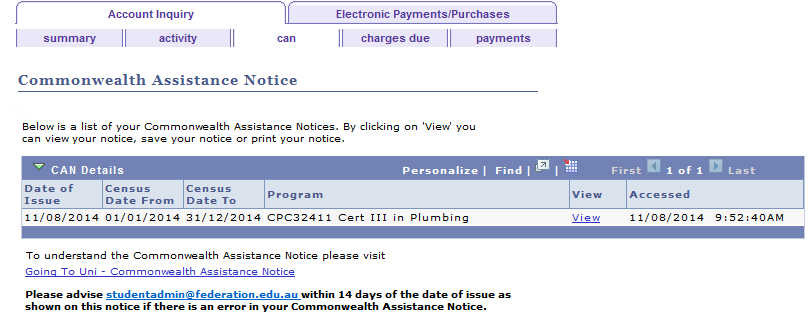 Account Inquiry Electronic Payments/Purchases
summary activity can charges due payments
Commonwealth Assistance Notice
Below is a list of your Commonwealth Assistance Notices. By clicking on 'View' you
can view your notice, save your notice or print your notice.
CAN Details Personalize | Find | | First 1 of 1 Last
Date of Issue Census Date From Census Date To Program View Accessed
11/08/2014 01/01/2014 31/12/2014 CPC32411 Cert III in Plumbing View 11/08/2014 9:52:40AM
To understand the Commonwealth Assistance Notice please visit
Going To Uni - Commonwealth Assistance Notice
Please advise studentadmin@federation.edu.au within 14 days of the date of issue as
shown on this notice if there is an error in your Commonwealth Assistance Notice.